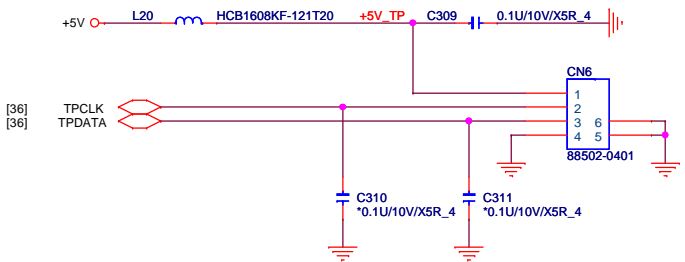 +5V L20 HCB1608KF-121T20 +5V_TP C309 0.1U/10V/X5R_4
CN6
1
[36] TPCLK 2
[36] TPDATA 3 6
4 5
88502-0401
C310 C311
*0.1U/10V/X5R_4 *0.1U/10V/X5R_4